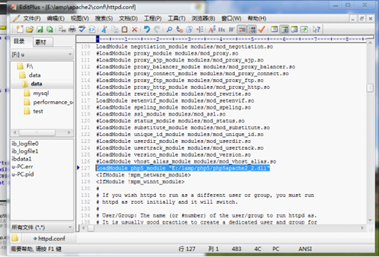 EditPlus - [E:\lamp\apache2\conf\httpd.conf]
文件(F) 编辑(E) 显示(V) 搜索(S) 文档(D) 工程(P) 工具(T) 浏览器(B) 窗口(W) 帮助(H)
目录 素材
[F:] u
F:\
data
data
mysql
performance_s
test
ib_logfile0
ib_logfile1
ibdata1
u-PC.err
u-PC.pid
所有文件 (*.*)
LoadModule negotiation_module modules/mod_negotiation.so
#LoadModule proxy_module modules/mod_proxy.so
#LoadModule proxy_ajp_module modules/mod_proxy_ajp.so
#LoadModule proxy_balancer_module modules/mod_proxy_balancer.so
#LoadModule proxy_connect_module modules/mod_proxy_connect.so
#LoadModule proxy_ftp_module modules/mod_proxy_ftp.so
#LoadModule proxy_http_module modules/mod_proxy_http.so
#LoadModule rewrite_module modules/mod_rewrite.so
LoadModule setenvif_module modules/mod_setenvif.so
#LoadModule speling_module modules/mod_speling.so
#LoadModule ssl_module modules/mod_ssl.so
#LoadModule status_module modules/mod_status.so
#LoadModule substitute_module modules/mod_substitute.so
#LoadModule unique_id_module modules/mod_unique_id.so
#LoadModule userdir_module modules/mod_userdir.so
#LoadModule usertrack_module modules/mod_usertrack.so
#LoadModule version_module modules/mod_version.so
#LoadModule vhost_alias_module modules/mod_vhost_alias.so
127 LoadModule php5_module "E:/lamp/php5/php5apache2_2.dll"
<IfModule !mpm_netware_module>
<IfModule !mpm_winnt_module>
#
# If you wish httpd to run as a different user or group, you must run
# httpd as root initially and it will switch.
#
# User/Group: The name (or #number) of the user/group to run httpd as.
# It is usually good practice to create a dedicated user and group for
httpd.conf
要帮助,请按 F1 键 行 127 列 1 483 4C PC ANSI